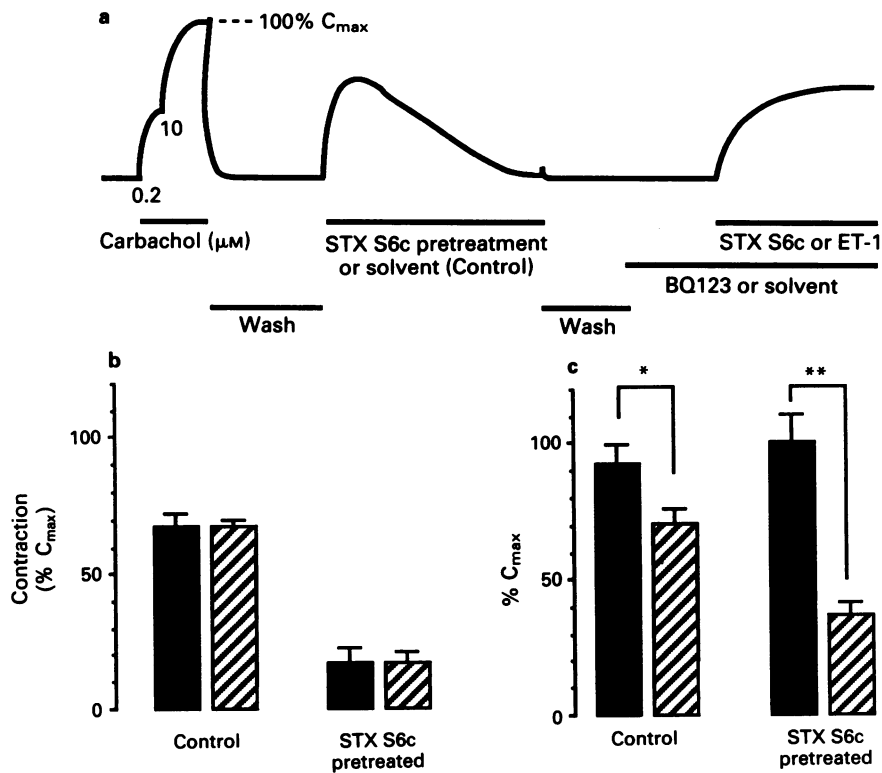 a
100% Cmax
10
0.2
Carbachol (µM)
STX S6c pretreatment
or solvent (Control)
STX S6c or ET-1
BQ123 or solvent
Wash
Wash
b
100
50
0
Contraction
(% Cmax)
Control
STX S6c
pretreated
c
*
**
100
50
0
% Cmax
Control
STX S6c
pretreated